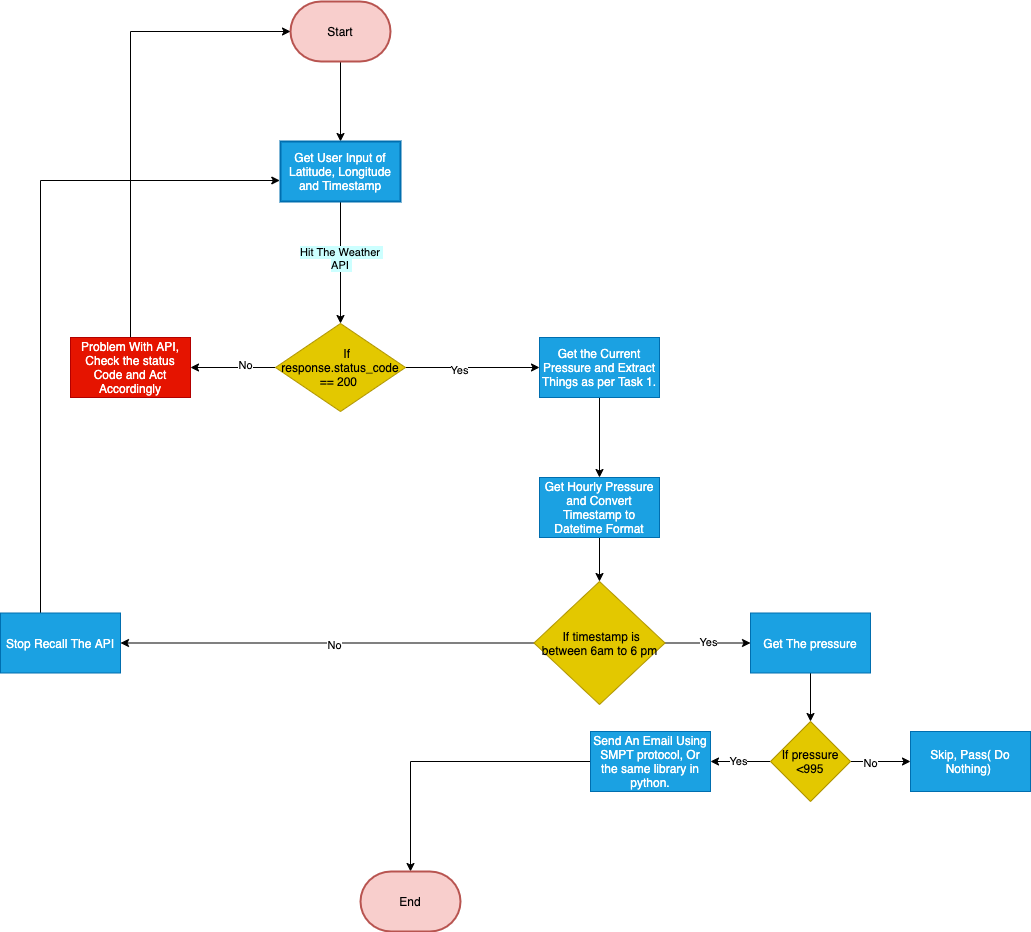 Start
Get User Input of
Latitude, Longitude
and Timestamp
Hit The Weather
API
Problem With API,
Check the status
Code and Act
Accordingly
No
If
response.status_code
== 200
Yes
Get the Current
Pressure and Extract
Things as per Task 1.
Get Hourly Pressure
and Convert
Timestamp to
Datetime Format
Stop Recall The API
No
If timestamp is
between 6am to 6 pm
Yes
Get The pressure
Send An Email Using
SMPT protocol, Or
the same library in
python.
Yes
If pressure
<995
No
Skip, Pass( Do
Nothing)
End